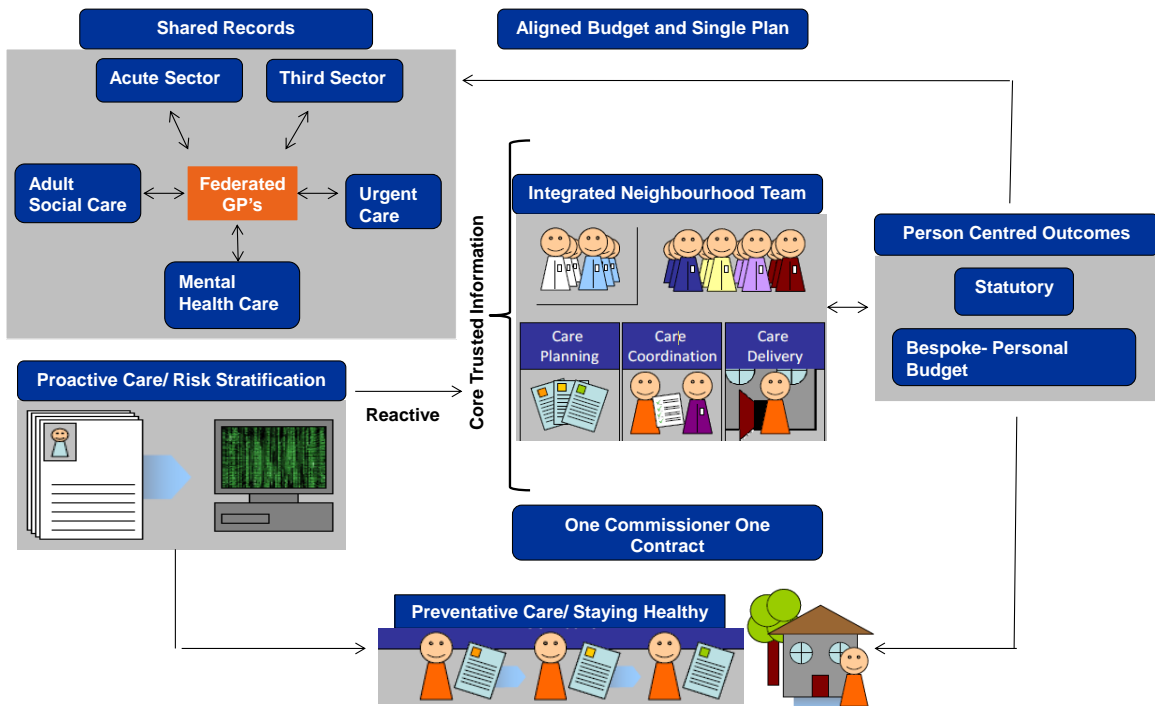 Shared Records
Aligned Budget and Single Plan
Acute Sector
Third Sector
Adult
Social Care
Federated
GP's
Urgent
Care
Mental
Health Care
Core Trusted Information
Integrated Neighbourhood Team
Care
Planning
Care
Coordination
Care
Delivery
Person Centred Outcomes
Statutory
Bespoke- Personal
Budget
Proactive Care/ Risk Stratification
Reactive
One Commissioner One
Contract
Preventative Care/ Staying Healthy